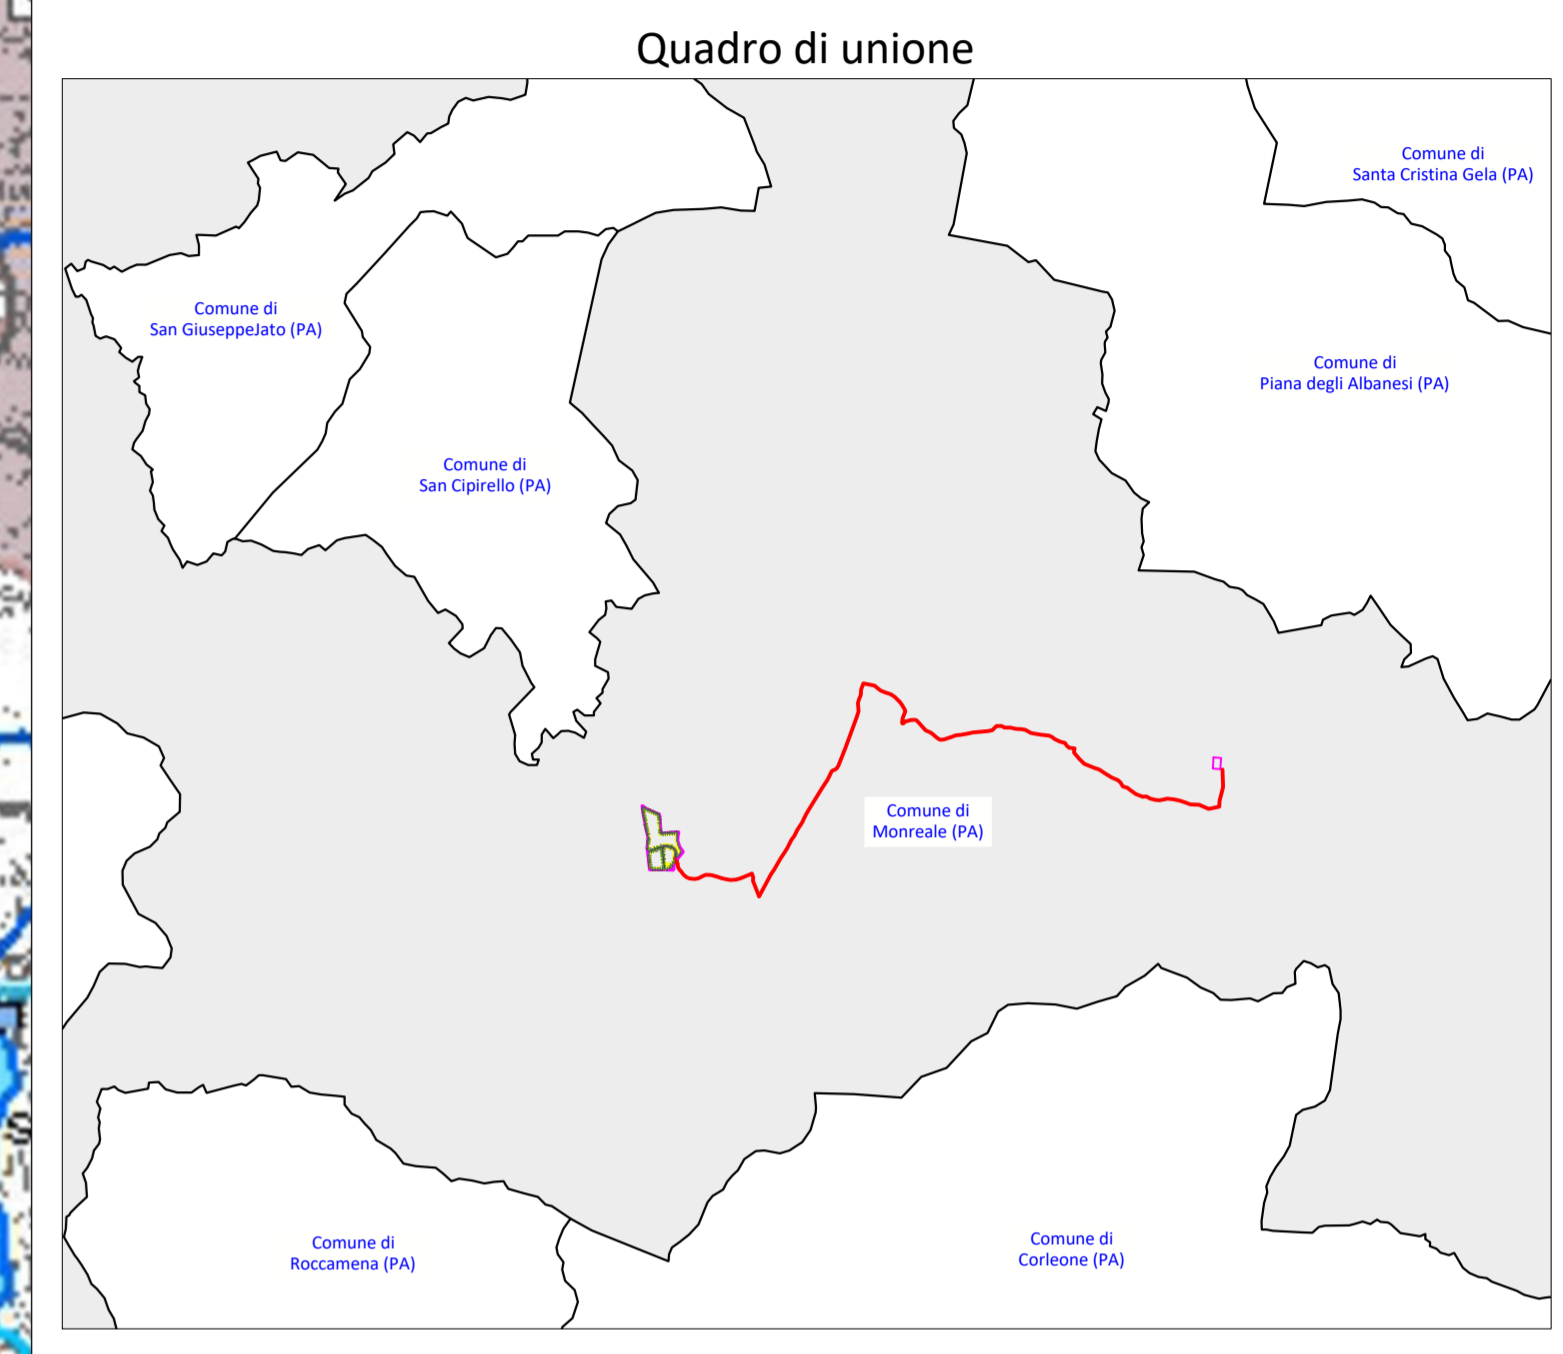 Quadro di unione
Comune di
Santa Cristina Gela (PA)
Comune di
San GiuseppeJato (PA)
Comune di
Piana degli Albanesi (PA)
Comune di
San Cipirello (PA)
Comune di
Monreale (PA)
Comune di
Roccamena (PA)
Comune di
Corleone (PA)